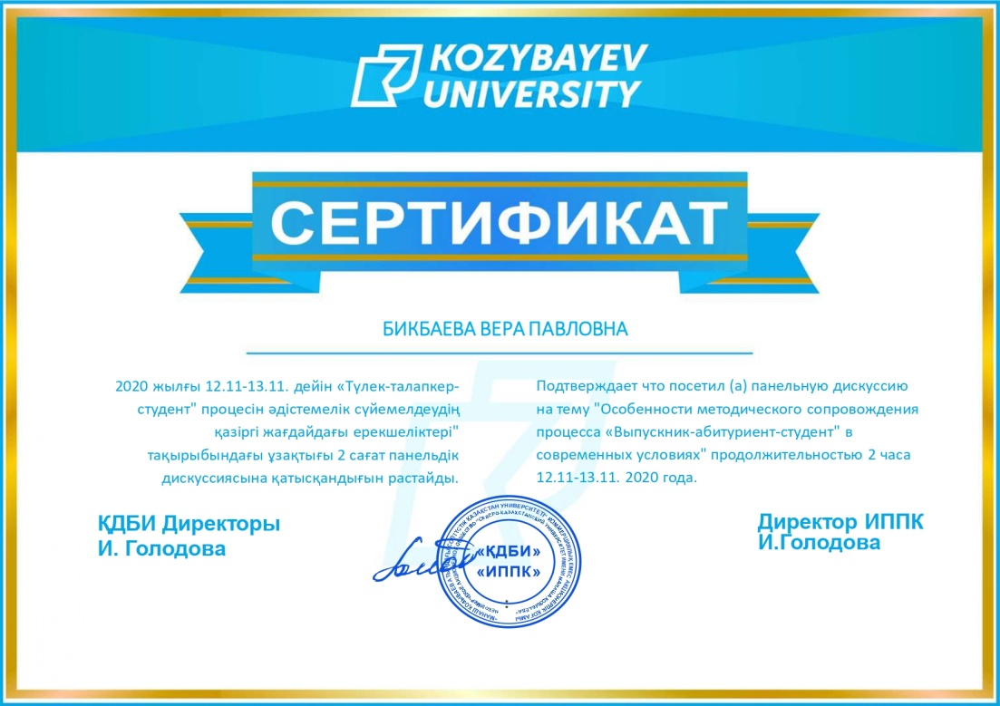 KOZYBAYEV
UNIVERSITY
СЕРТИФИКАТ
БИКБАЕВА ВЕРА ПАВЛОВНА
2020 жылғы 12.11-13.11. дейін «Түлек-талапкер-
студент" процесін әдістемелік сүйемелдеудің
қазіргі жағдайдағы ерекшеліктері"
тақырыбындағы ұзақтығы 2 сағат панельдік
дискуссиясына қатысқандығын растайды.
Подтверждает что посетил (а) панельную дискуссию
на тему "Особенности методического сопровождения
процесса «Выпускник-абитуриент-студент" в
современных условиях" продолжительностью 2 часа
12.11-13.11. 2020 года.
ҚДБИ Директоры
И. Голодова
«ҚДБИ»
«ИППК»
Директор ИППК
И.Голодова